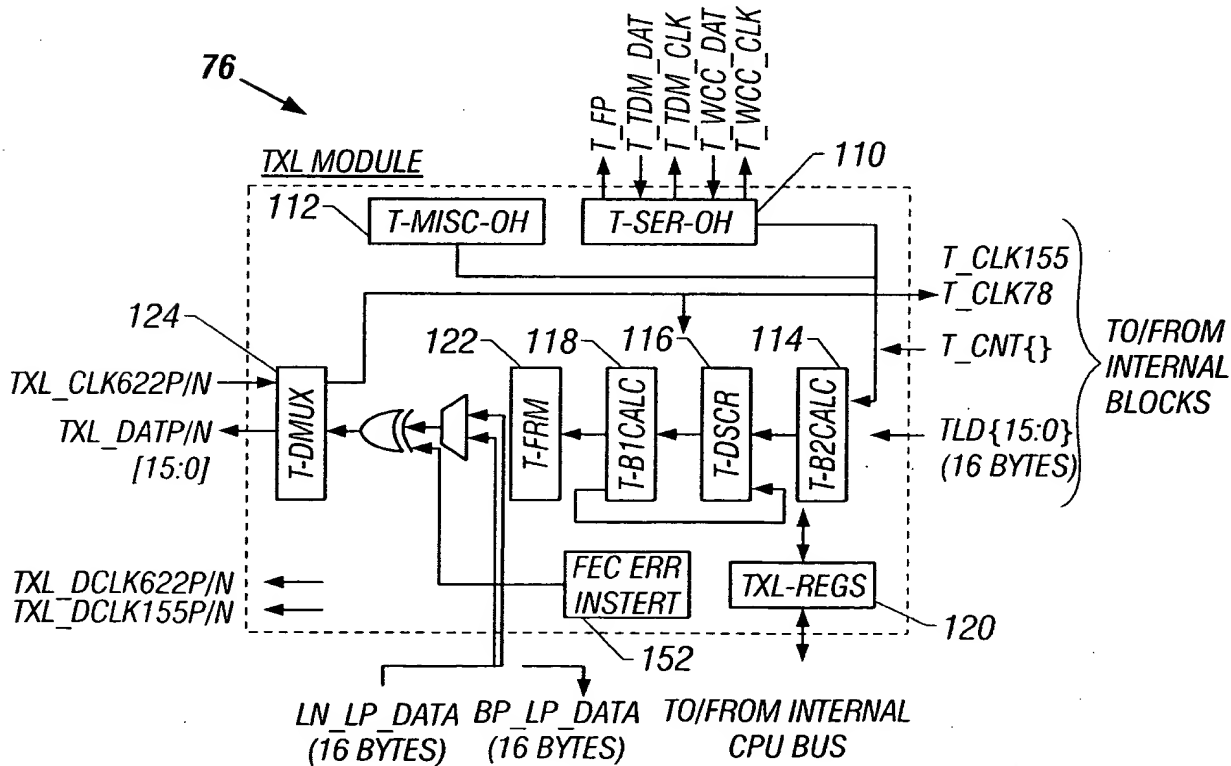 76
T_FP
T_TDM_DAT
T_TDM_CLK
T_WCC_DAT
T_WCC_CLK
TXL MODULE
110
112
T-MISC-OH
T-SER-OH
T_CLK155
T_CLK78
124
122
118
116
114
T_CNT{}
TO/FROM
INTERNAL
BLOCKS
TXL_CLK622P/N
TXL_DATP/N
[15:0]
T-DMUX
T-FRM
T-B1CALC
T-DSCR
T-B2CALC
TLD{15:0}
(16 BYTES)
TXL_DCLK622P/N
TXL_DCLK155P/N
FEC ERR
INSTERT
TXL-REGS
152
120
LN_LP_DATA
(16 BYTES)
BP_LP_DATA
(16 BYTES)
TO/FROM INTERNAL
CPU BUS